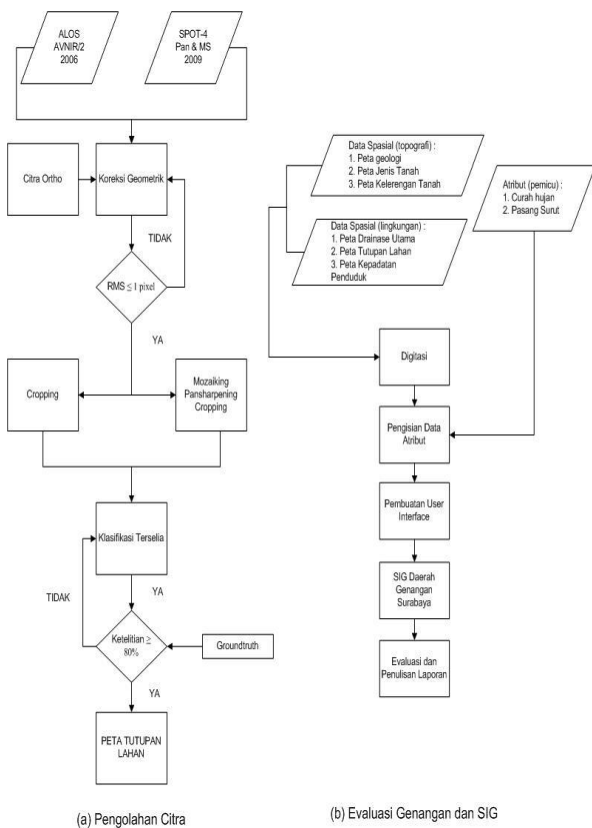 ALOS
AVNIR/2
2006
SPOT-4
Pan & MS
2009
Citra Ortho
Koreksi Geometrik
TIDAK
RMS ≤ 1 pixel
YA
Cropping
Mozaiking
Pansharpening
Cropping
Klasifikasi Terselia
TIDAK
YA
Ketelitian ≥
80%
Groundtruth
YA
PETA TUTUPAN
LAHAN
(a) Pengolahan Citra
Data Spasial (topografi) :
1. Peta geologi
2. Peta Jenis Tanah
3. Peta Kelerengan Tanah
Atribut (pemicu) :
1. Curah hujan
2. Pasang Surut
Data Spasial (lingkungan) :
1. Peta Drainase Utama
2. Peta Tutupan Lahan
3. Peta Kepadatan
Penduduk
Digitasi
Pengisian Data
Atribut
Pembuatan User
Interface
SIG Daerah
Genangan
Surabaya
Evaluasi dan
Penulisan Laporan
(b) Evaluasi Genangan dan SIG